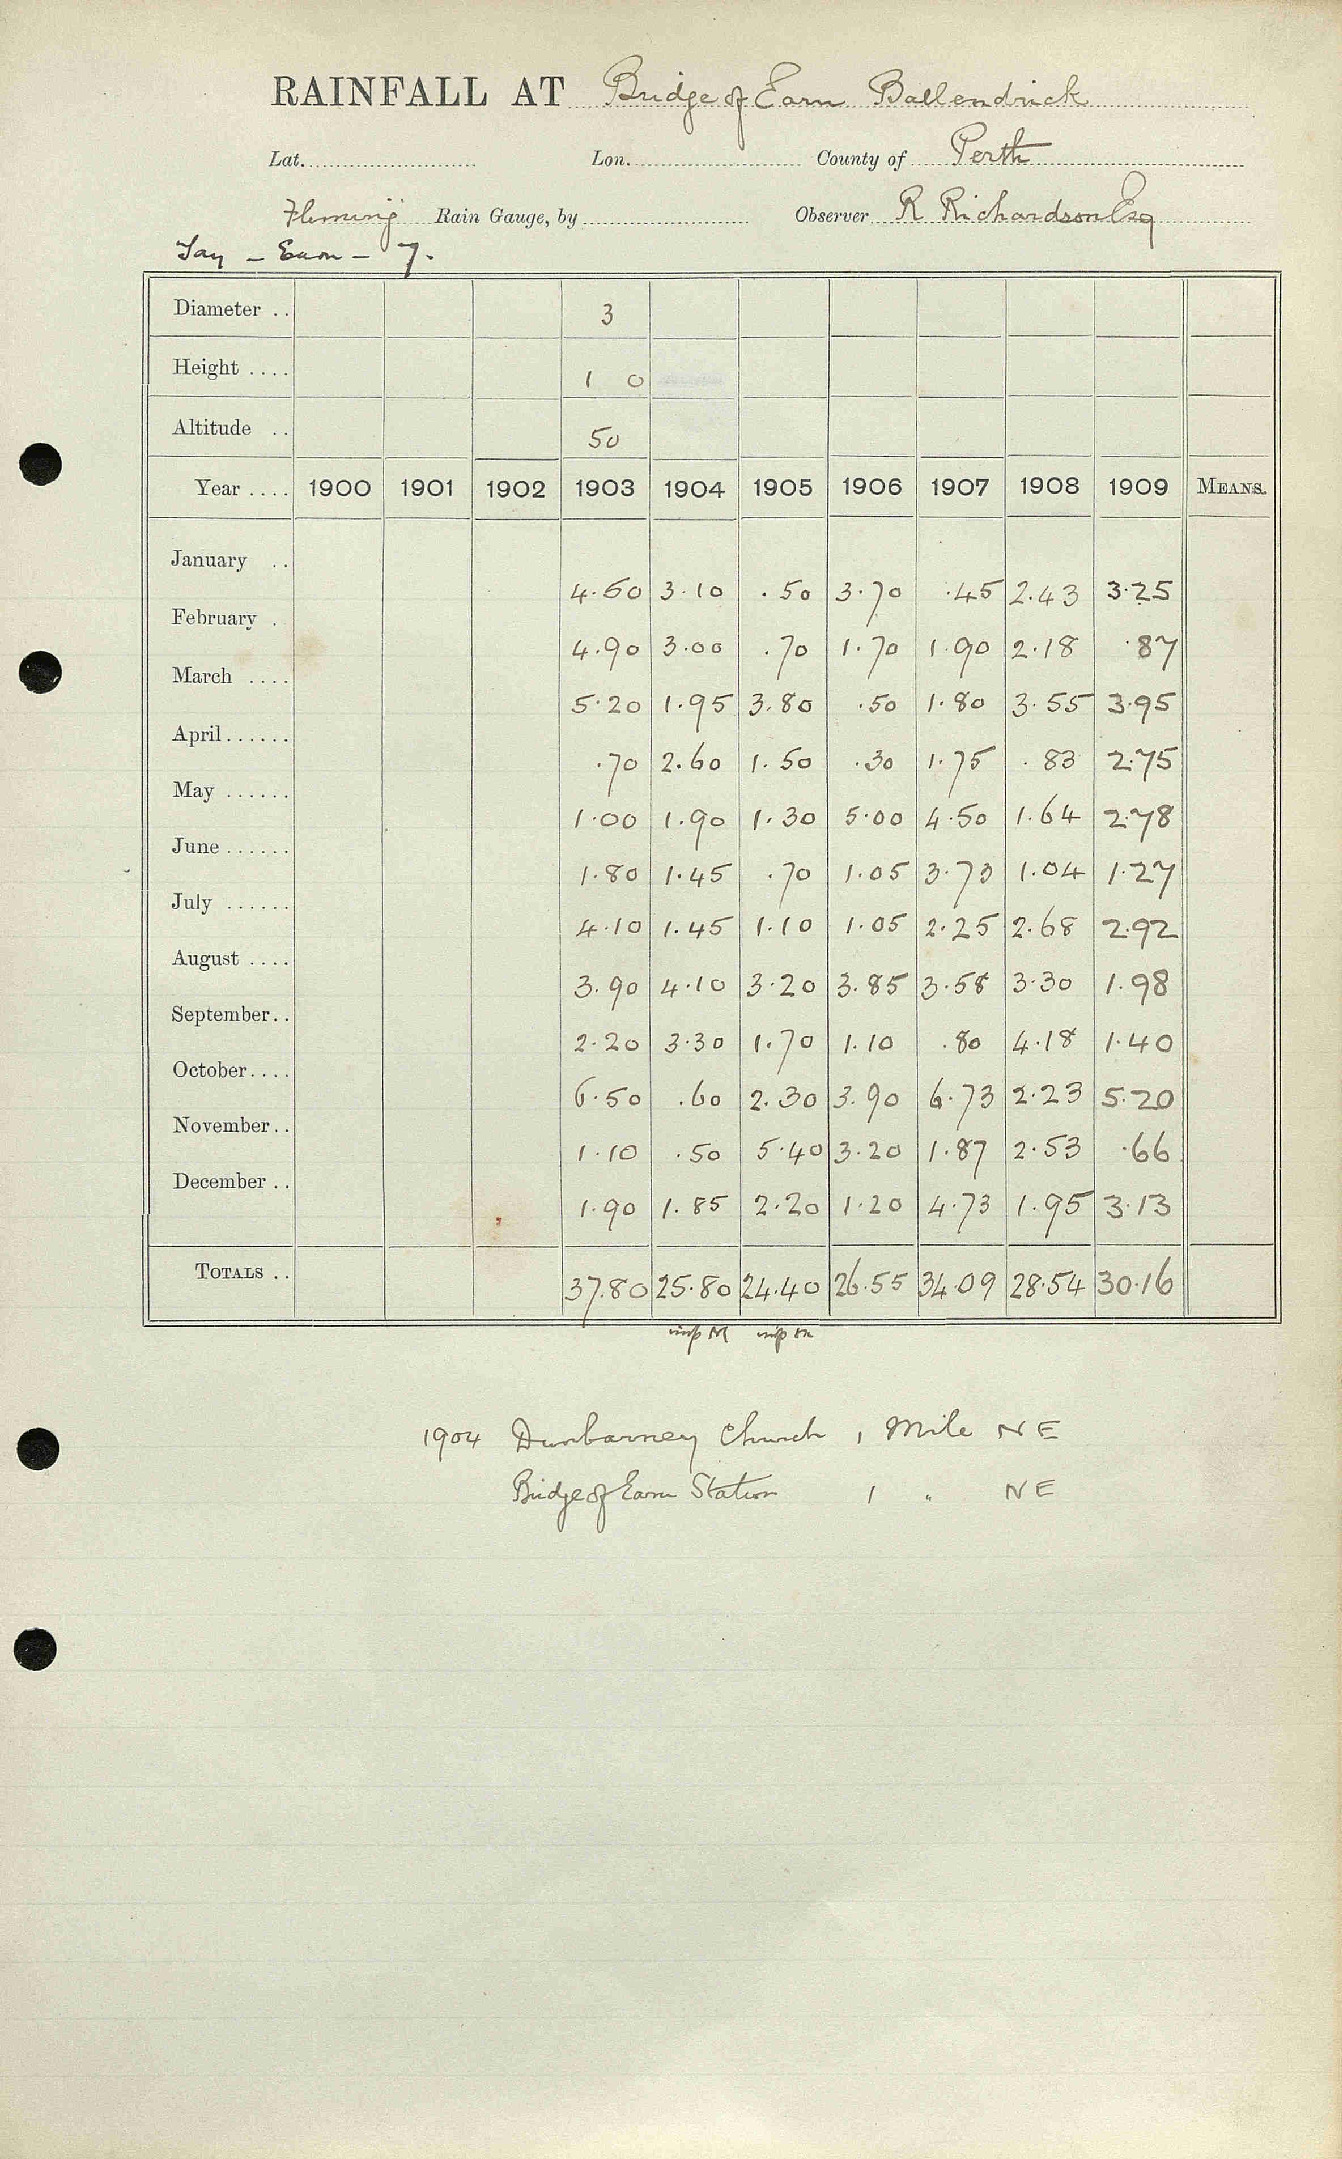 RAINFALL AT Bridge of Earn Ballendrick
Lat. Lon. County of Perth
Fleming Rain Gauge, by Observer R Richardson Esq
Tay - Earn - 7.
Diameter .. 3
Height .... 1 0
Altitude .. 50
Year .... 1900 1901 1902 1903 1904 1905 1906 1907 1908 1909 MEANS.
January .. 4.60 3.10 .50 3.70 .45 2.43 3.25
February . 4.90 3.00 .70 1.70 1.90 2.18 .87
March .... 5.20 1.95 3.80 .50 1.80 3.55 3.95
April...... .70 2.60 1.50 .30 1.75 .83 2.75
May ...... 1.00 1.90 1.30 5.00 4.50 1.64 2.78
June ...... 1.80 1.45 .70 1.05 3.73 1.04 1.27
July ...... 4.10 1.45 1.10 1.05 2.25 2.68 2.92
August .... 3.90 4.10 3.20 3.85 3.58 3.30 1.98
September.. 2.20 3.30 1.70 1.10 .80 4.18 1.40
October.... 6.50 .60 2.30 3.90 6.73 2.23 5.20
November.. 1.10 .50 5.40 3.20 1.87 2.53 .66
December .. 1.90 1.85 2.20 1.20 4.73 1.95 3.13
TOTALS .. 37.80 25.80 24.40 26.55 34.09 28.54 30.16
1904 Dunbarney Church 1 Mile NE
Bridge of Earn Station 1 " NE